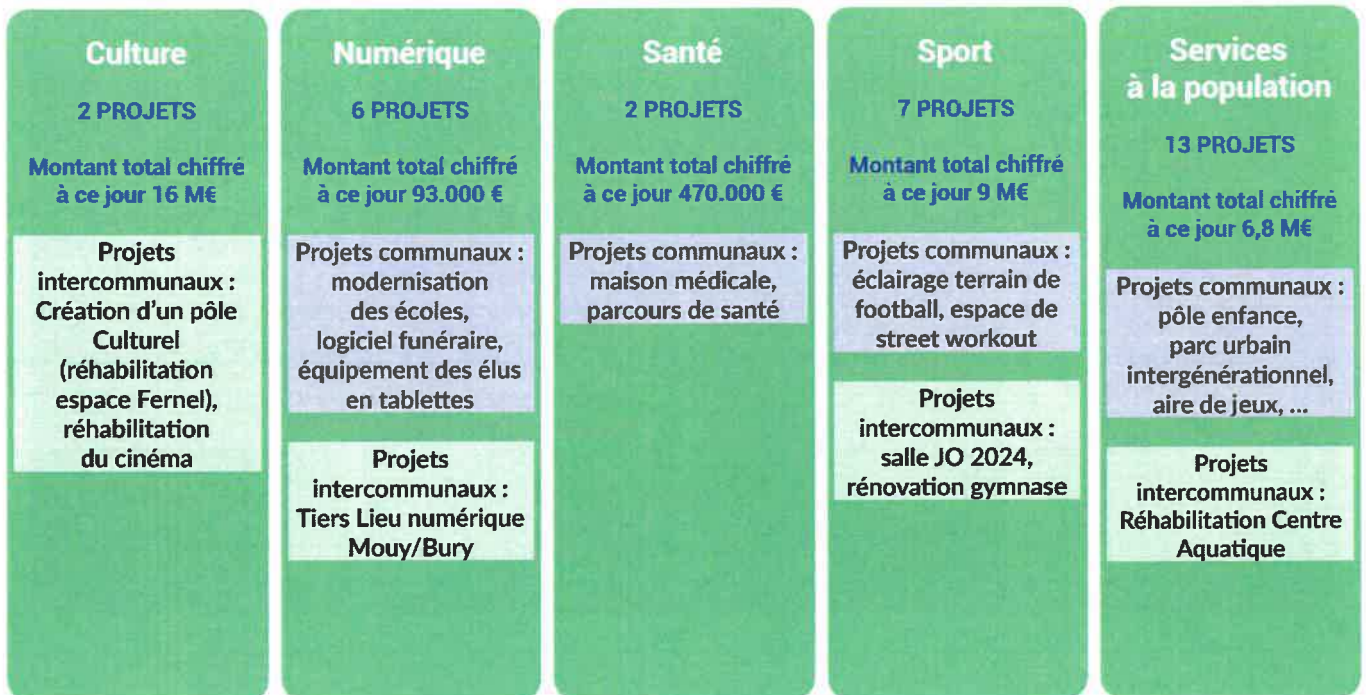 Culture
2 PROJETS
Montant total chiffré
à ce jour 16 M€
Projets
intercommunaux :
Création d'un pôle
Culturel
(réhabilitation
espace Fernel),
réhabilitation
du cinéma
Numérique
6 PROJETS
Montant total chiffré
à ce jour 93.000 €
Projets communaux :
modernisation
des écoles,
logiciel funéraire,
équipement des élus
en tablettes
Projets
intercommunaux :
Tiers Lieu numérique
Mouy/Bury
Santé
2 PROJETS
Montant total chiffré
à ce jour 470.000 €
Projets communaux :
maison médicale,
parcours de santé
Sport
7 PROJETS
Montant total chiffré
à ce jour 9 M€
Projets communaux :
éclairage terrain de
football, espace de
street workout
Projets
intercommunaux :
salle JO 2024,
rénovation gymnase
Services
à la population
13 PROJETS
Montant total chiffré
à ce jour 6,8 M€
Projets communaux :
pôle enfance,
parc urbain
intergénérationnel,
aire de jeux, ...
Projets
intercommunaux :
Réhabilitation Centre
Aquatique